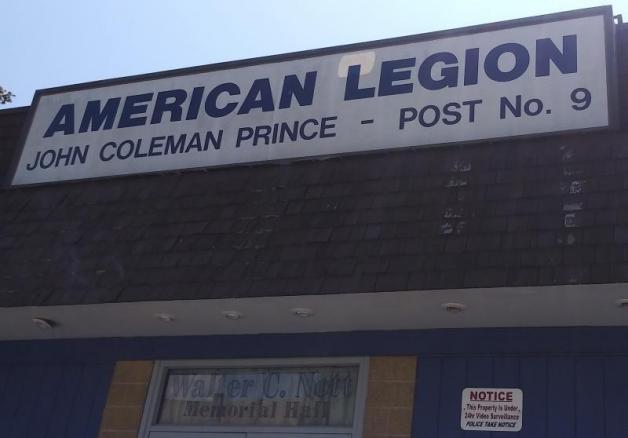 AMERICAN LEGION
JOHN COLEMAN PRINCE - POST No. 9
Walter C. Nott
Memorial Hall
NOTICE
This Property is Under
24hr Video Surveillance
POLICE TAKE NOTICE